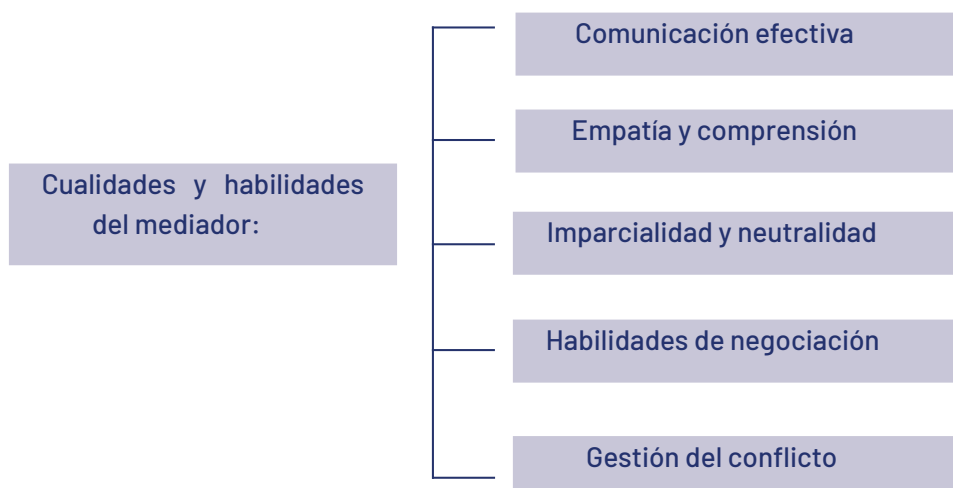 Cualidades y habilidades
del mediador:
Comunicación efectiva
Empatía y comprensión
Imparcialidad y neutralidad
Habilidades de negociación
Gestión del conflicto